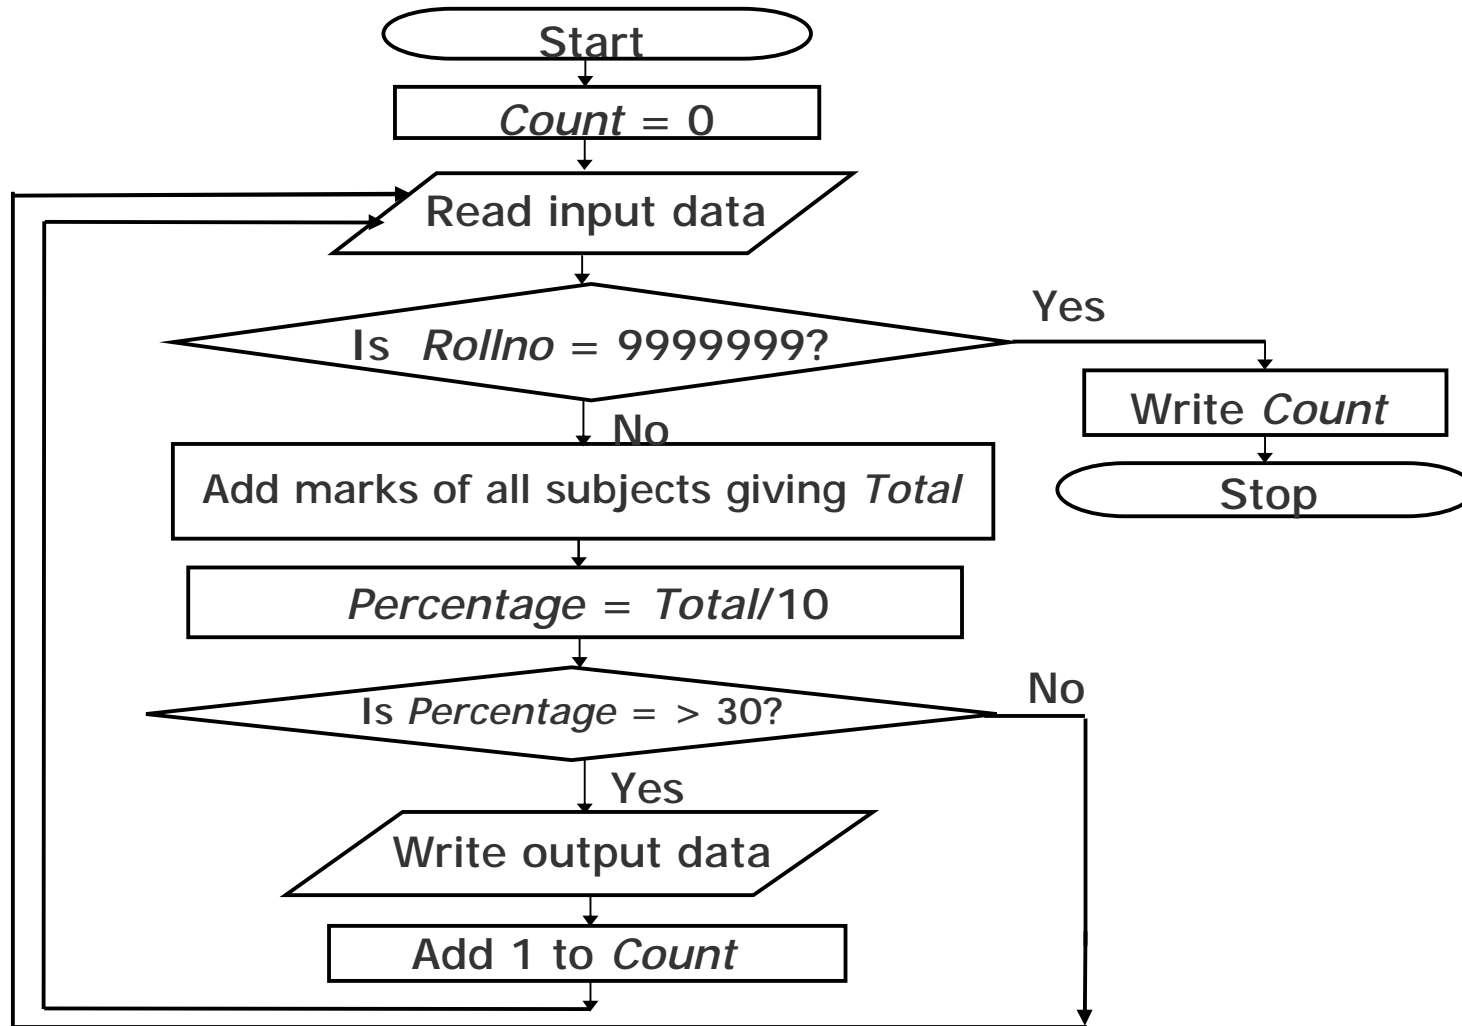 Start
Count = 0
Read input data
Is Rollno = 9999999?
Yes
Write Count
Stop
No
Add marks of all subjects giving Total
Percentage = Total/10
Is Percentage = > 30?
No
Yes
Write output data
Add 1 to Count